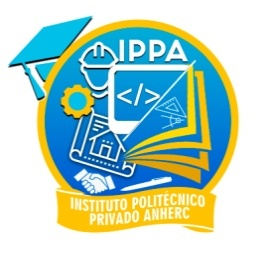 IPPA
</>
INSTITUTO POLITÉCNICO
PRIVADO ANHERC